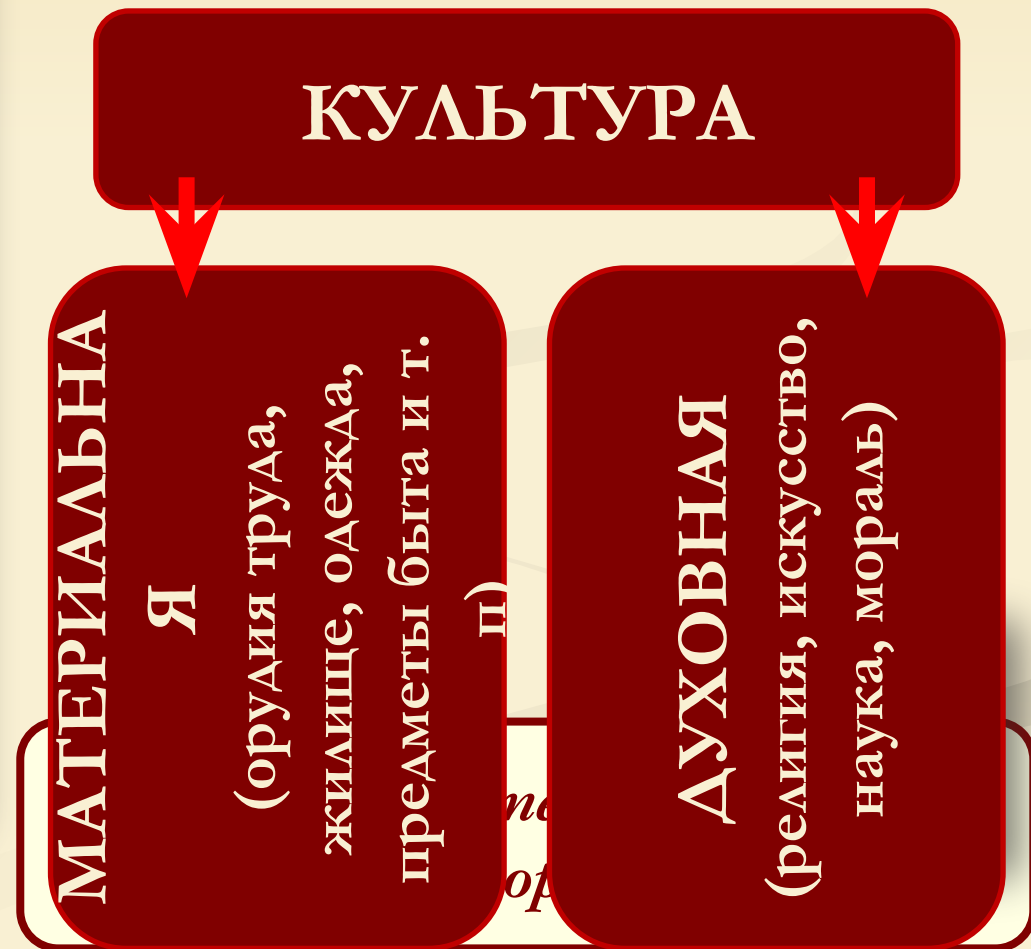 КУЛЬТУРА
МАТЕРИАЛЬНА
Я
(орудия труда,
жилище, одежда,
предметы быта и т.
п)
ДУХОВНАЯ
(религия, искусство,
наука, мораль)